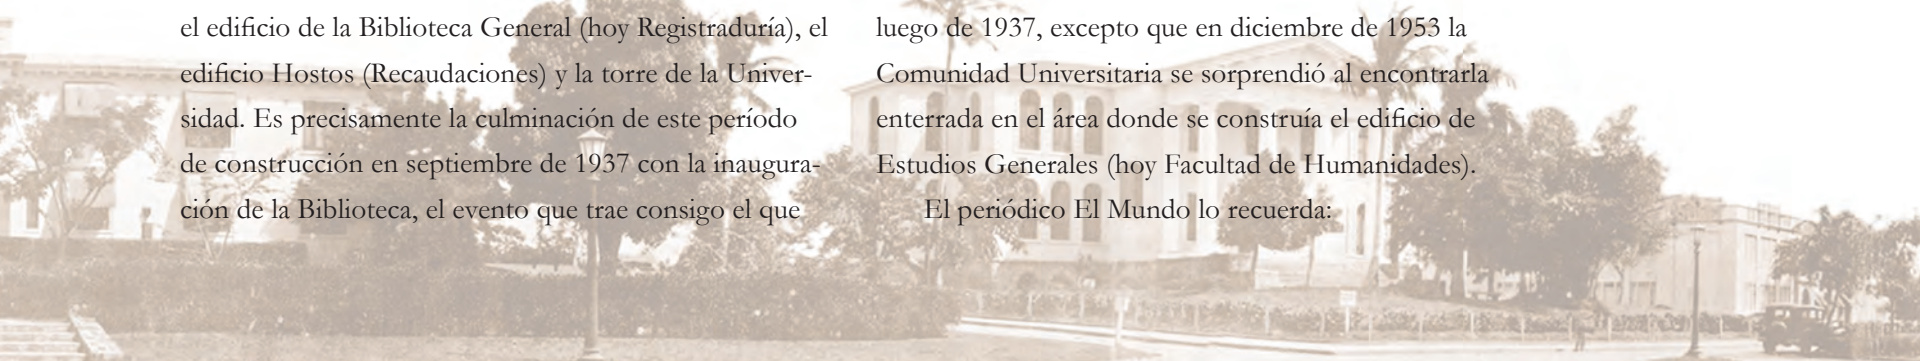 el edificio de la Biblioteca General (hoy Registraduría), el
edificio Hostos (Recaudaciones) y la torre de la Univer-
sidad. Es precisamente la culminación de este período
de construcción en septiembre de 1937 con la inaugura-
ción de la Biblioteca, el evento que trae consigo el que
luego de 1937, excepto que en diciembre de 1953 la
Comunidad Universitaria se sorprendió al encontrarla
enterrada en el área donde se construía el edificio de
Estudios Generales (hoy Facultad de Humanidades).
El periódico El Mundo lo recuerda: